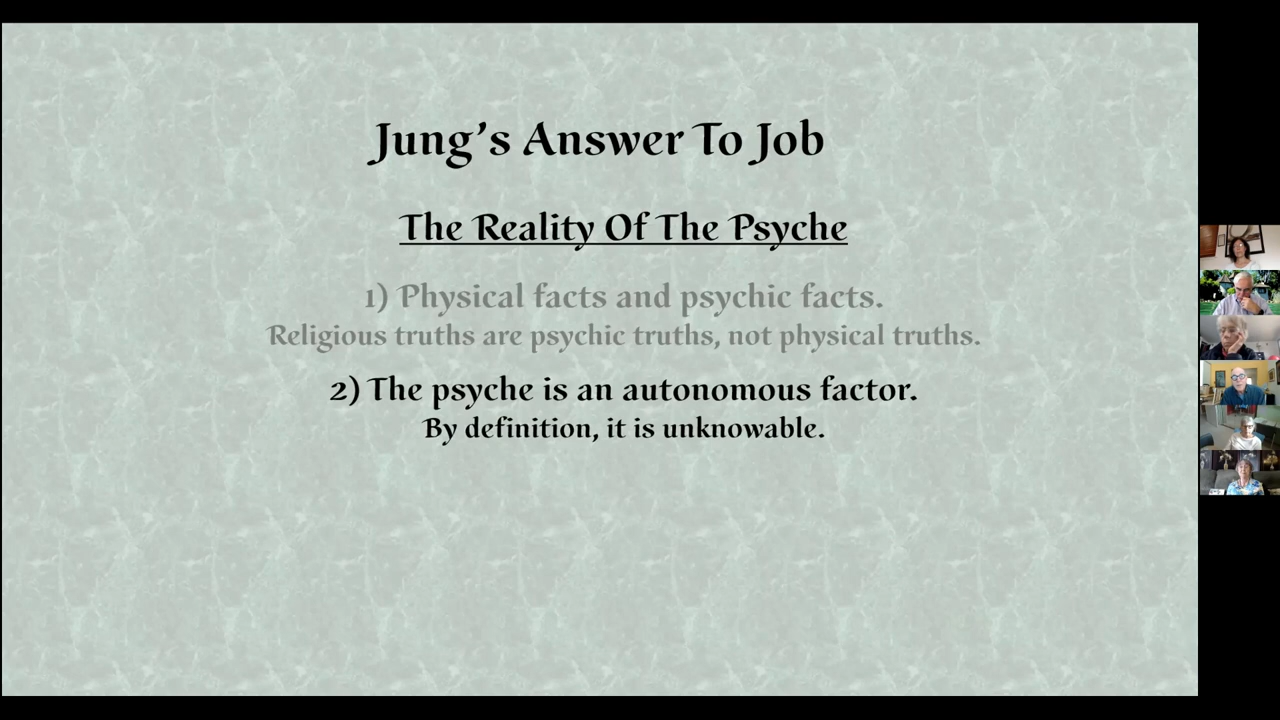 Jung’s Answer To Job
The Reality Of The Psyche
1) Physical facts and psychic facts.
Religious truths are psychic truths, not physical truths.
2) The psyche is an autonomous factor.
By definition, it is unknowable.